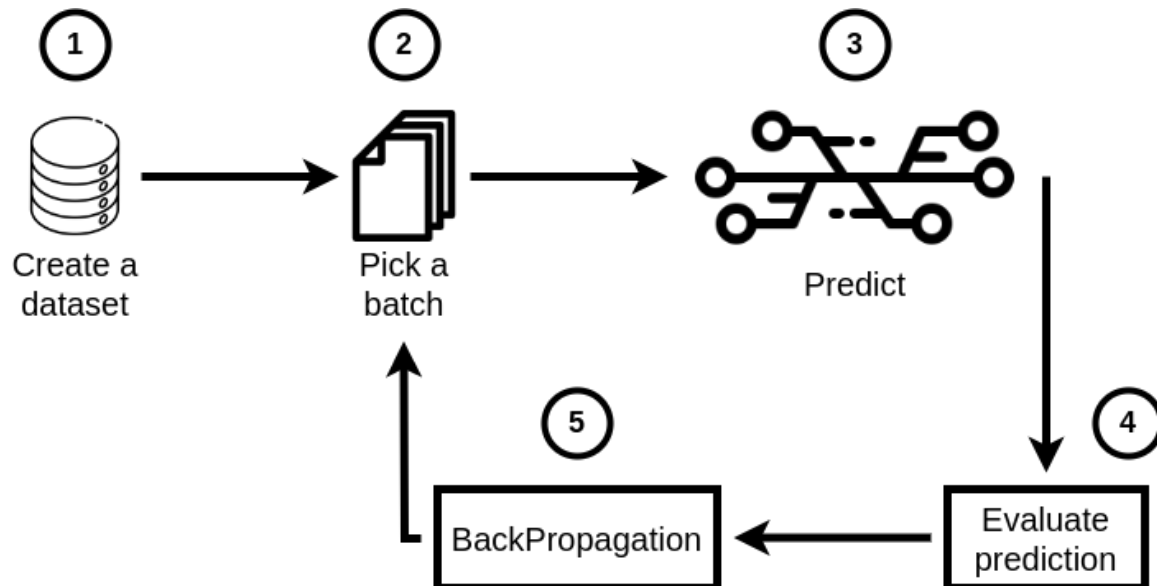 1
2
3
Create a
dataset
Pick a
batch
Predict
5
4
BackPropagation
Evaluate
prediction